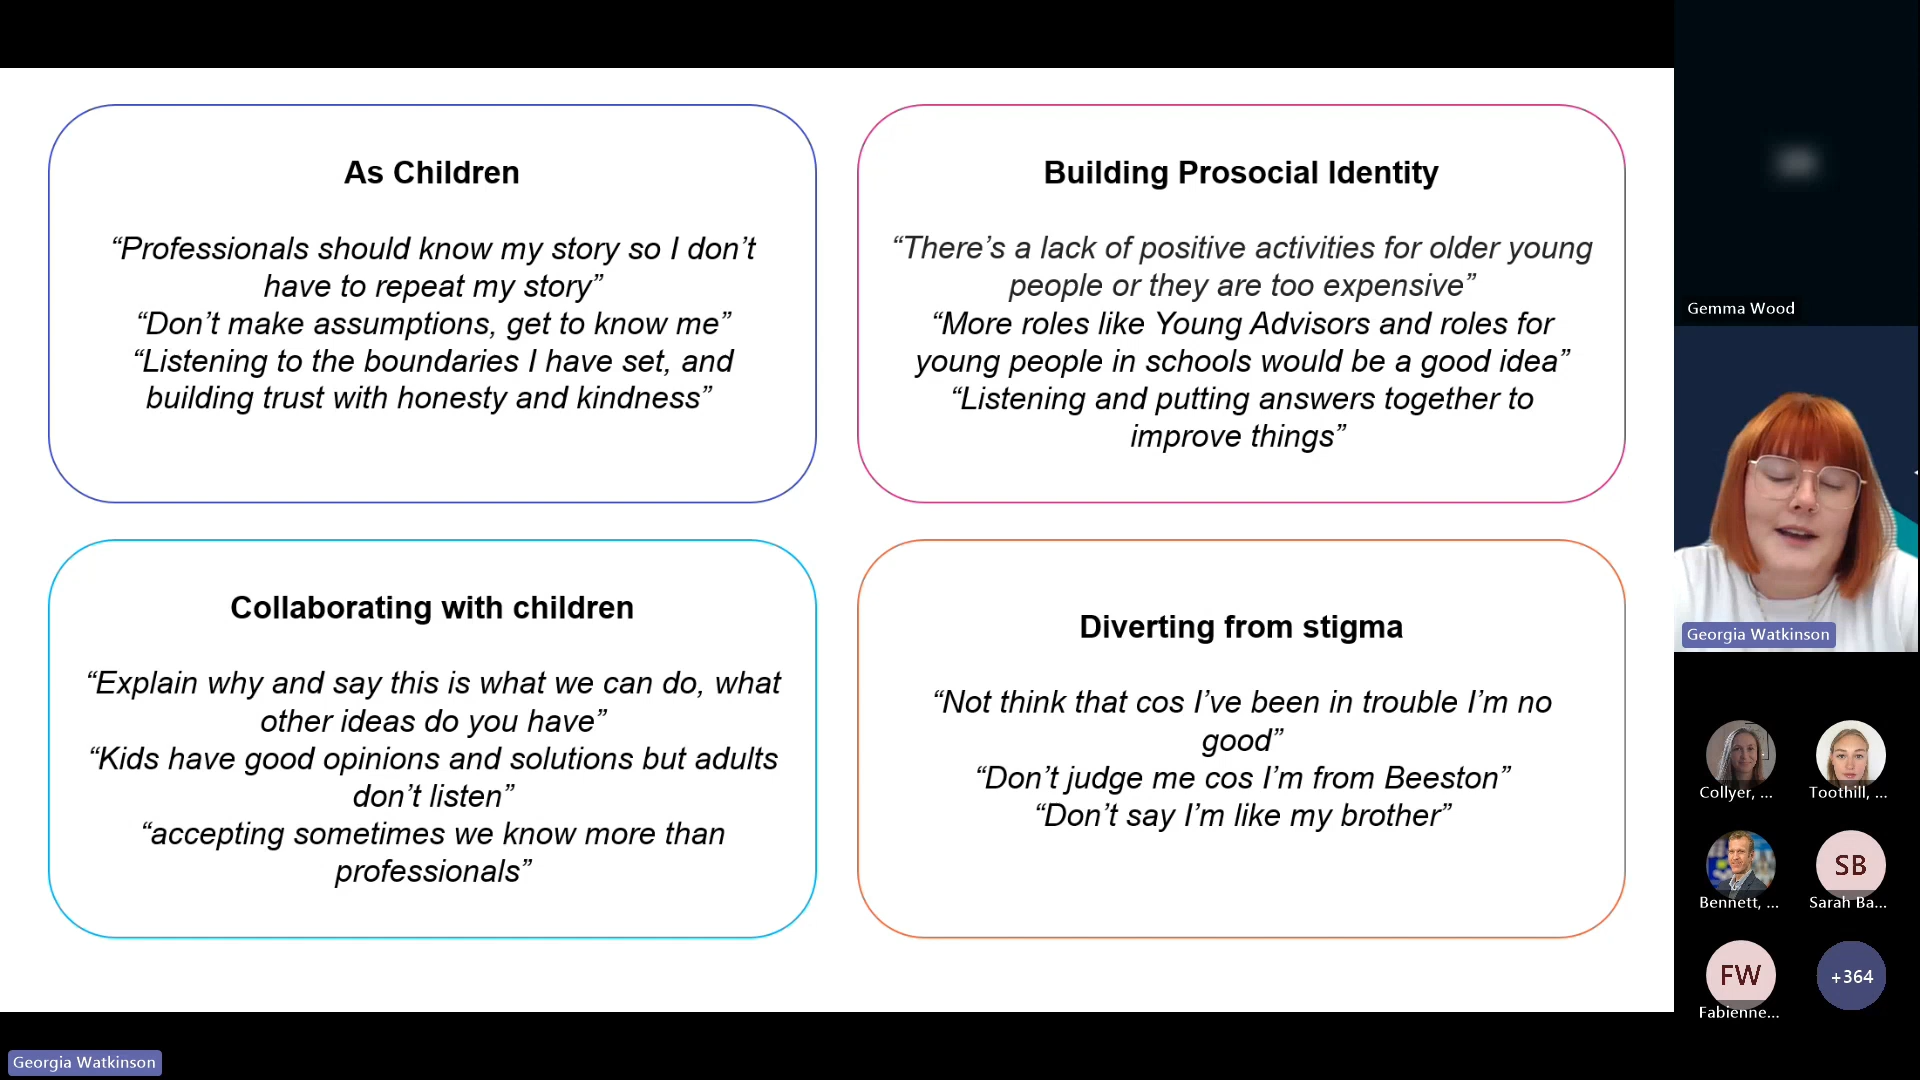 As Children
“Professionals should know my story so I don’t
have to repeat my story”
“Don’t make assumptions, get to know me”
“Listening to the boundaries I have set, and
building trust with honesty and kindness”
Building Prosocial Identity
“There’s a lack of positive activities for older young
people or they are too expensive”
“More roles like Young Advisors and roles for
young people in schools would be a good idea”
“Listening and putting answers together to
improve things”
Collaborating with children
“Explain why and say this is what we can do, what
other ideas do you have”
“Kids have good opinions and solutions but adults
don’t listen”
“accepting sometimes we know more than
professionals”
Diverting from stigma
“Not think that cos I’ve been in trouble I’m no
good”
“Don’t judge me cos I’m from Beeston”
“Don’t say I’m like my brother”
Gemma Wood
Georgia Watkinson
Collyer, ...
Toothill, ...
Bennett, ...
SB
Sarah Ba...
FW
Fabienne...
+364
Georgia Watkinson